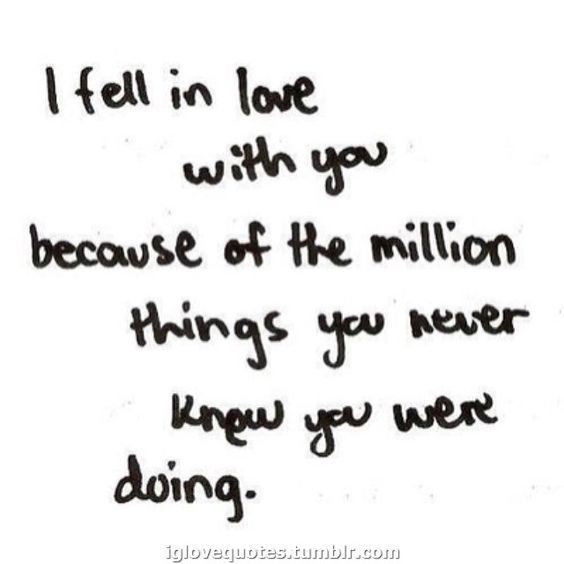 I fell in love
with you
because of the million
things you never
knew you were
doing.
iglovequotes.tumblr.com